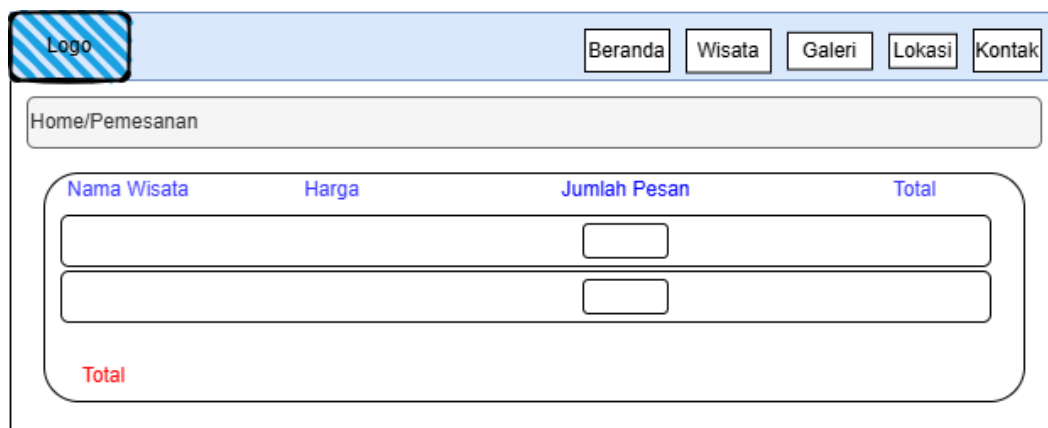 Logo Beranda Wisata Galeri Lokasi Kontak
Home/Pemesanan
Nama Wisata Harga Jumlah Pesan Total
Total